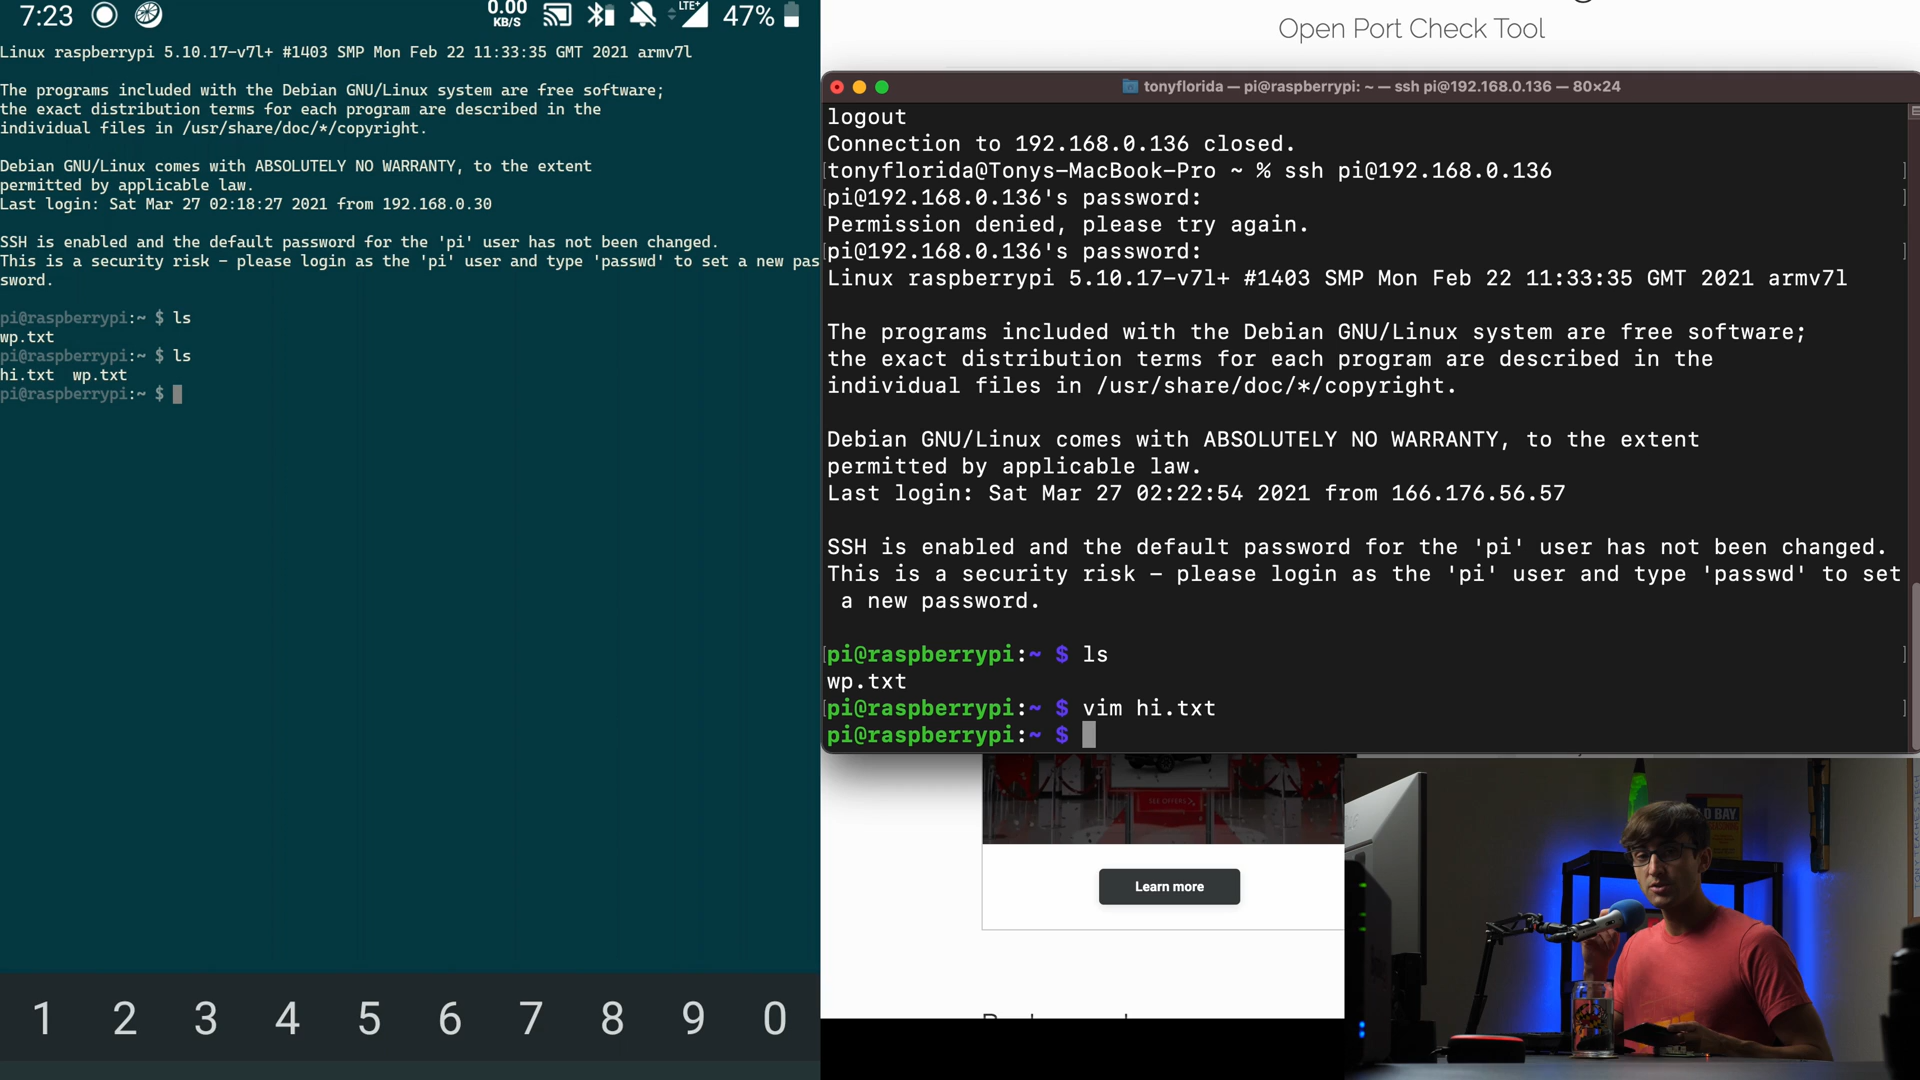 7:23
0.00
KB/S
LTE+
47%
Linux raspberrypi 5.10.17-v7l+ #1403 SMP Mon Feb 22 11:33:35 GMT 2021 armv7l
The programs included with the Debian GNU/Linux system are free software;
the exact distribution terms for each program are described in the
individual files in /usr/share/doc/*/copyright.
Debian GNU/Linux comes with ABSOLUTELY NO WARRANTY, to the extent
permitted by applicable law.
Last login: Sat Mar 27 02:18:27 2021 from 192.168.0.30
SSH is enabled and the default password for the 'pi' user has not been changed.
This is a security risk - please login as the 'pi' user and type 'passwd' to set a new pas
sword.
pi@raspberrypi:~ $ ls
wp.txt
pi@raspberrypi:~ $ ls
hi.txt  wp.txt
pi@raspberrypi:~ $
1 2 3 4 5 6 7 8 9 0
Open Port Check Tool
tonyflorida — pi@raspberrypi: ~ — ssh pi@192.168.0.136 — 80×24
logout
Connection to 192.168.0.136 closed.
[tonyflorida@Tonys-MacBook-Pro ~ % ssh pi@192.168.0.136 ]
[pi@192.168.0.136's password: ]
Permission denied, please try again.
[pi@192.168.0.136's password: ]
Linux raspberrypi 5.10.17-v7l+ #1403 SMP Mon Feb 22 11:33:35 GMT 2021 armv7l
The programs included with the Debian GNU/Linux system are free software;
the exact distribution terms for each program are described in the
individual files in /usr/share/doc/*/copyright.
Debian GNU/Linux comes with ABSOLUTELY NO WARRANTY, to the extent
permitted by applicable law.
Last login: Sat Mar 27 02:22:54 2021 from 166.176.56.57
SSH is enabled and the default password for the 'pi' user has not been changed.
This is a security risk - please login as the 'pi' user and type 'passwd' to set
 a new password.
[pi@raspberrypi:~ $ ls ]
wp.txt
[pi@raspberrypi:~ $ vim hi.txt ]
pi@raspberrypi:~ $
SEE OFFERS
Learn more